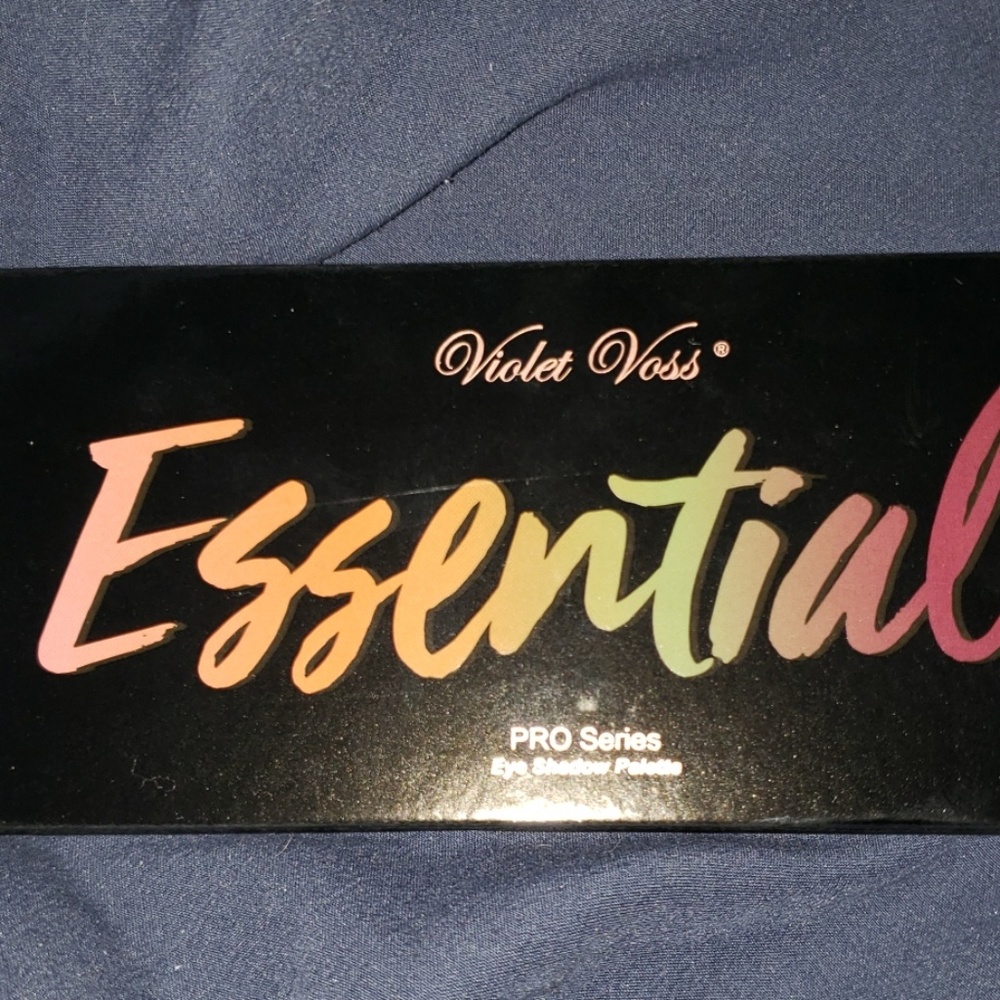 Violet Voss®
Essential
PRO Series
Eye Shadow Palette